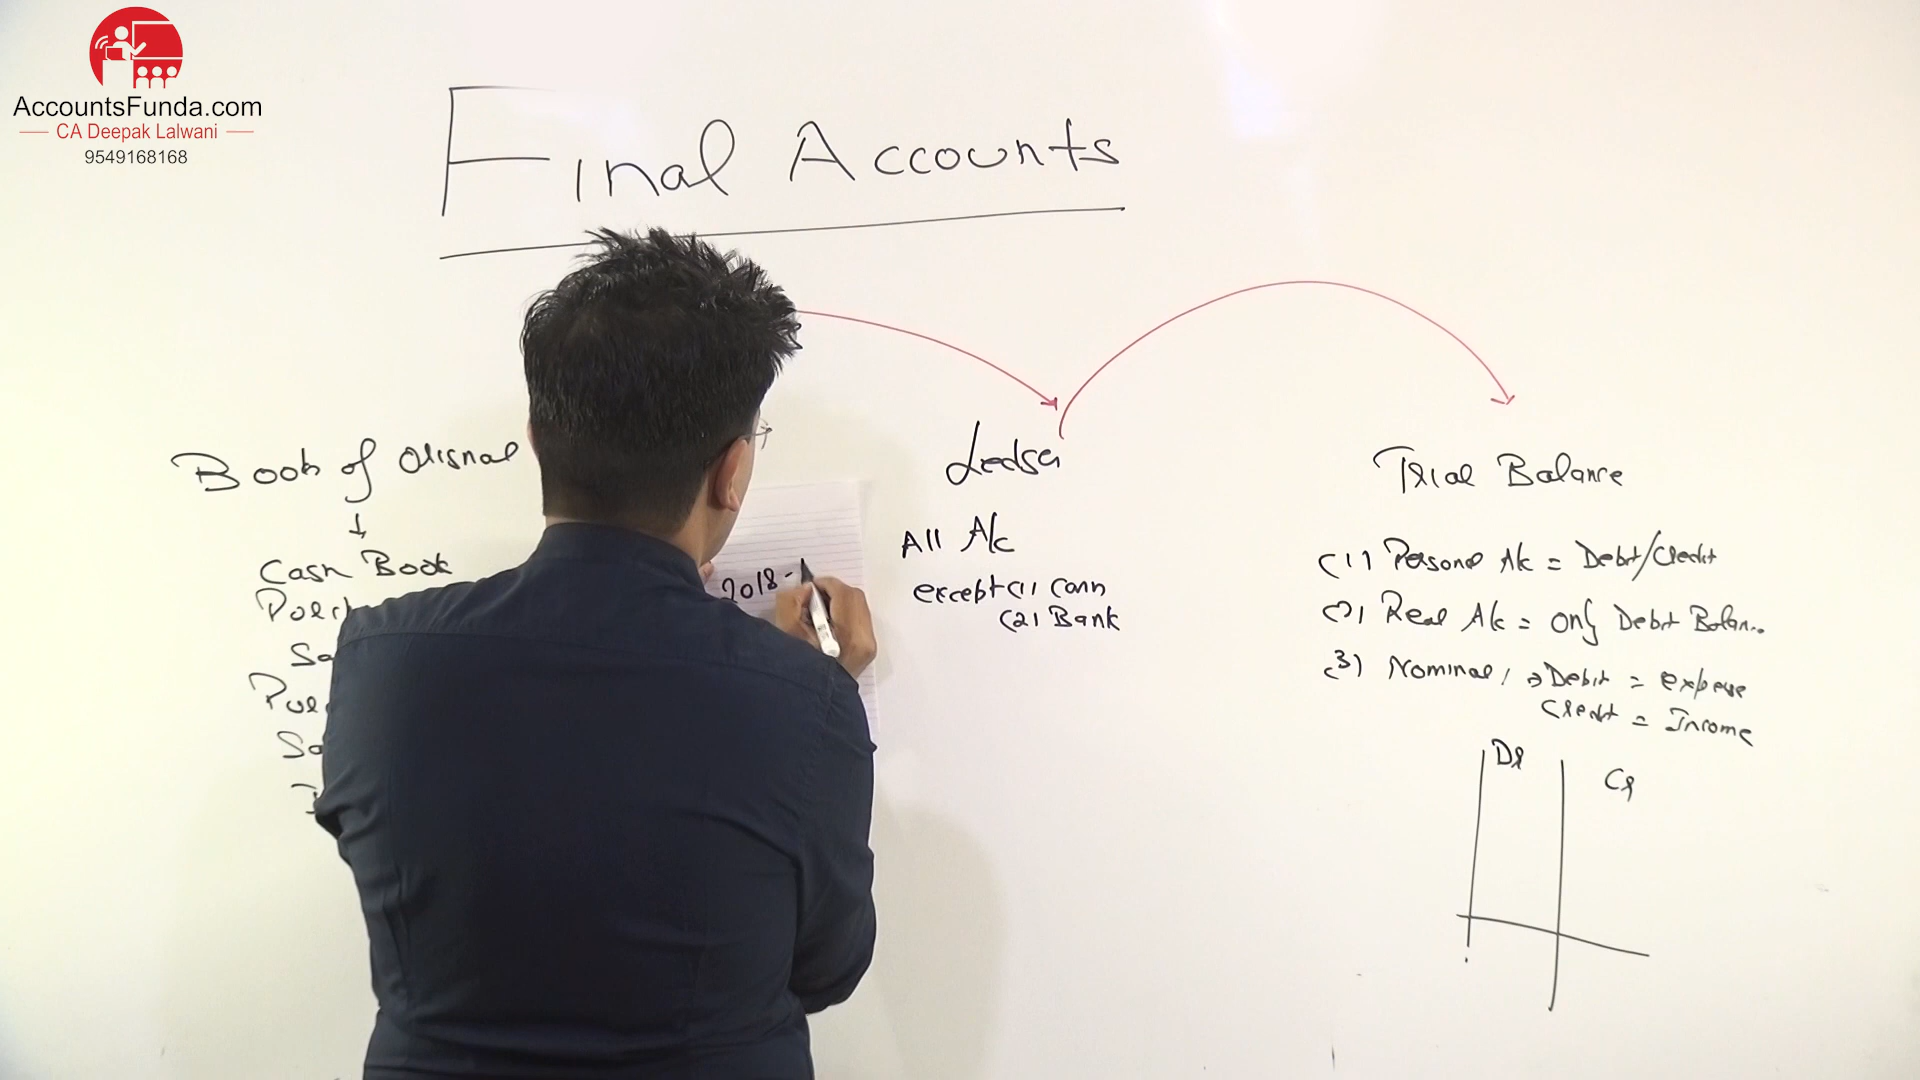 AccountsFunda.com
CA Deepak Lalwani
9549168168
Final Accounts
Book of Original
Cash Book
Ledger
All A/c
except (1) Cash
(2) Bank
2018-
Trial Balance
(1) Personal A/c = Debit/Credit
(2) Real A/c = Only Debit Balance
(3) Nominal, → Debit = expense
Credit = Income
Dr
Cr